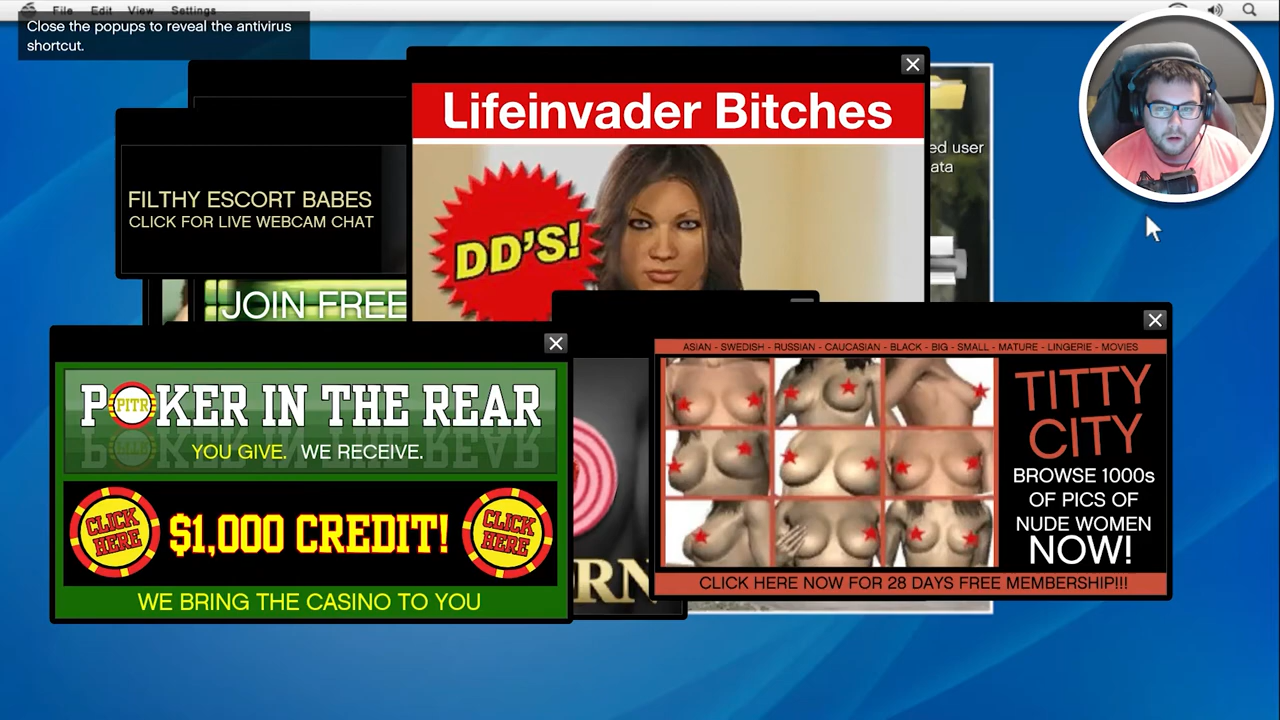 File Edit View Settings
Close the popups to reveal the antivirus
shortcut.
Lifeinvader Bitches
DD'S!
ed user
ata
FILTHY ESCORT BABES
CLICK FOR LIVE WEBCAM CHAT
JOIN FREE
POKER IN THE REAR
PITR
YOU GIVE. WE RECEIVE.
CLICK
HERE
$1,000 CREDIT!
CLICK
HERE
WE BRING THE CASINO TO YOU
RN
ASIAN - SWEDISH - RUSSIAN - CAUCASIAN - BLACK - BIG - SMALL - MATURE - LINGERIE - MOVIES
TITTY
CITY
BROWSE 1000s
OF PICS OF
NUDE WOMEN
NOW!
CLICK HERE NOW FOR 28 DAYS FREE MEMBERSHIP!!!